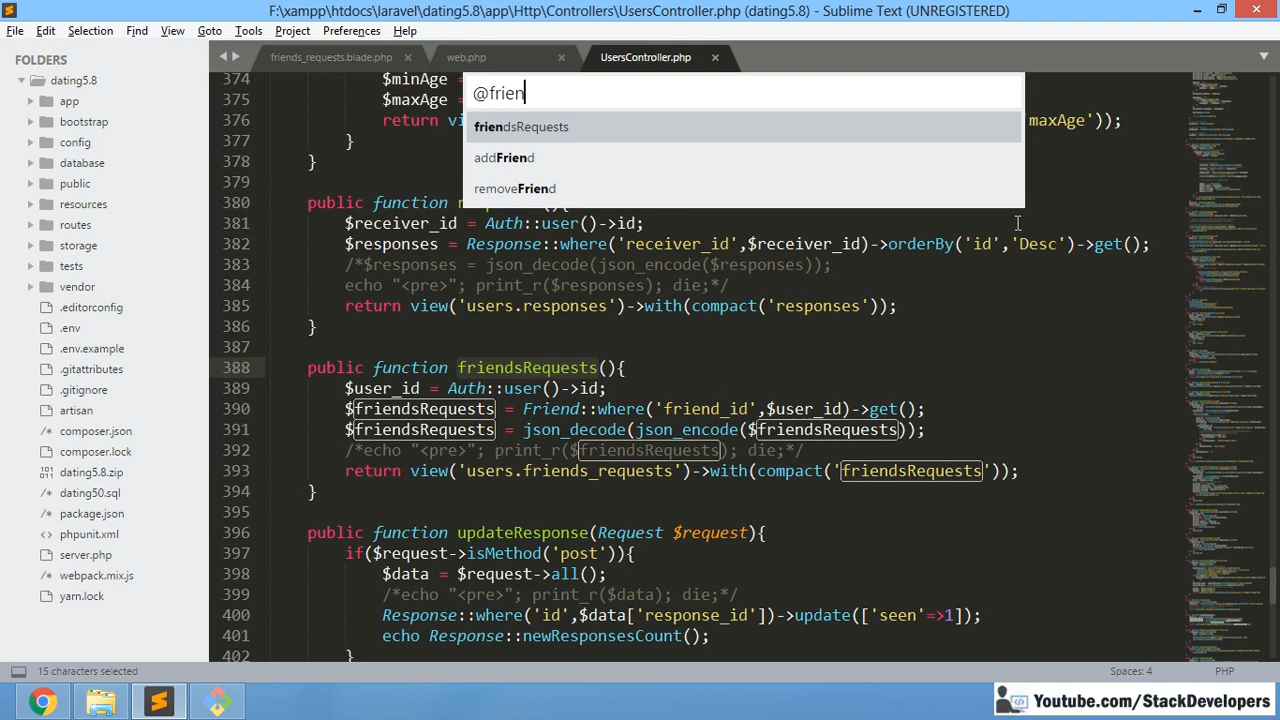 F:\xampp\htdocs\laravel\dating5.8\app\Http\Controllers\UsersController.php (dating5.8) - Sublime Text (UNREGISTERED)
File Edit Selection Find View Goto Tools Project Preferences Help
FOLDERS
dating5.8
app
bootstrap
config
database
public
resources
routes
storage
tests
vendor
.editorconfig
.env
.env.example
.gitattributes
.gitignore
artisan
composer.json
composer.lock
dating5.8.zip
dating50.sql
package.json
phpunit.xml
server.php
webpack.mix.js
yarn.lock
friends_requests.blade.php
web.php
UsersController.php
@frien
friendsRequests
addFriend
removeFriend
374 $minAge =
375 $maxAge =
376 return maxAge'));
377 }
378 }
379
380 public function
381 $receiver_id = Auth::user()->id;
382 $responses = Response::where('receiver_id',$receiver_id)->orderBy('id','Desc')->get();
383 /*$responses = json_encode($responses));
384 echo "<pre>"; print_r($responses); die;*/
385 return view('users.responses')->with(compact('responses'));
386 }
387
388 public function friendsRequests(){
389 $user_id = Auth::user()->id;
390 $friendsRequests = Friend::where('friend_id',$user_id)->get();
391 $friendsRequests = json_decode(json_encode($friendsRequests));
392 /*echo "<pre>"; print_r($friendsRequests); die;*/
393 return view('users.friends_requests')->with(compact('friendsRequests'));
394 }
395
396 public function updateResponse(Request $request){
397 if($request->isMethod('post')){
398 $data = $request->all();
399 /*echo "<pre>"; print_r($data); die;*/
400 Response::where('id',$data['response_id'])->update(['seen'=>1]);
401 echo Response::newResponsesCount();
402 }
15 characters selected
Spaces: 4
PHP
Youtube.com/StackDevelopers